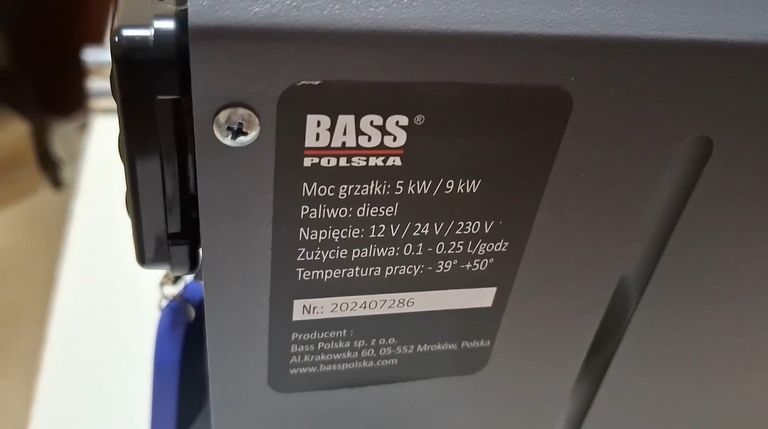 BASS®
POLSKA
Moc grzałki: 5 kW / 9 kW
Paliwo: diesel
Napięcie: 12 V / 24 V / 230 V
Zużycie paliwa: 0.1 - 0.25 L/godz
Temperatura pracy: - 39° -+50°
Nr.: 202407286
Producent :
Bass Polska sp. z o.o.
Al.Krakowska 60, 05-552 Mroków, Polska
www.basspolska.com